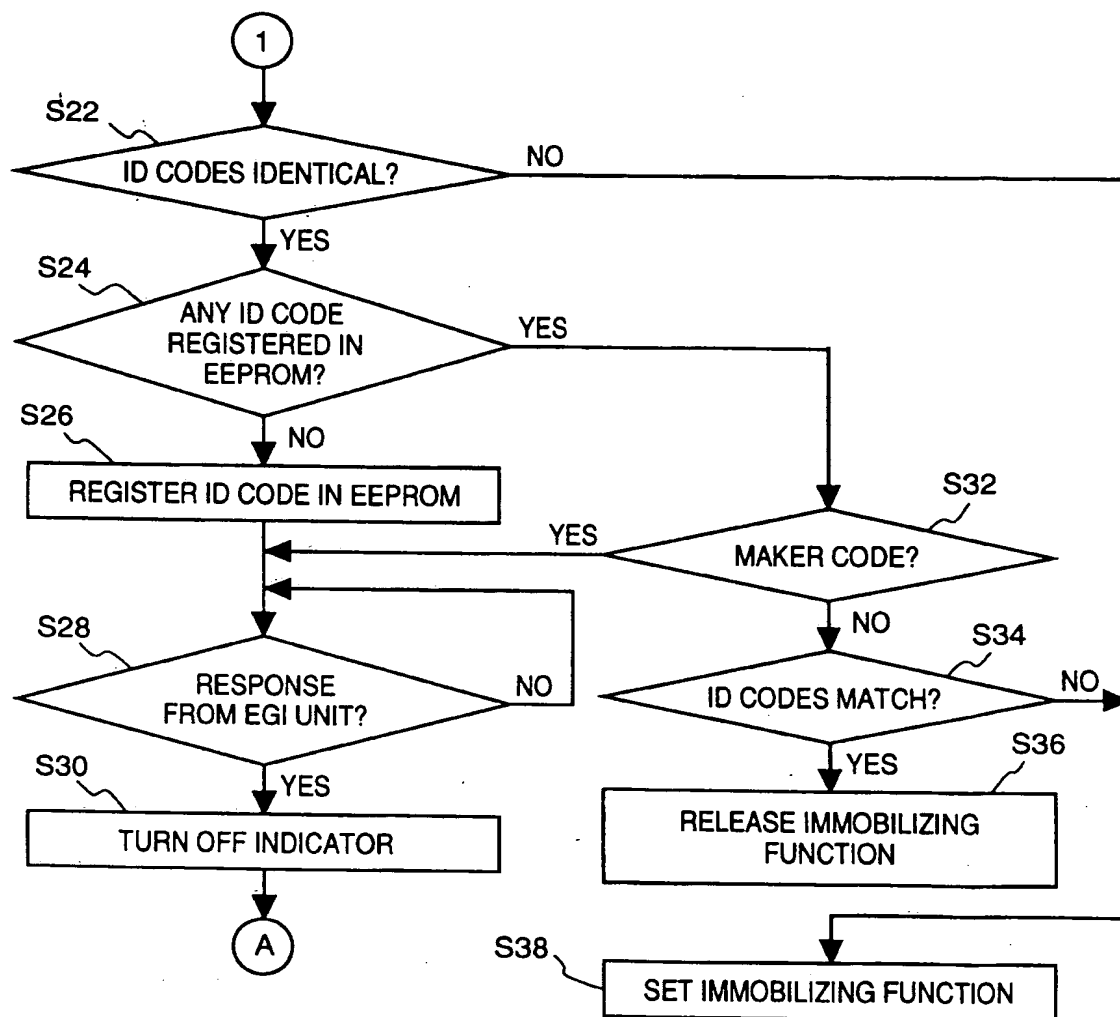 1
S22
ID CODES IDENTICAL?
NO
YES
S24
ANY ID CODE
REGISTERED IN
EEPROM?
YES
NO
S26
REGISTER ID CODE IN EEPROM
S32
MAKER CODE?
YES
NO
S28
RESPONSE
FROM EGI UNIT?
NO
YES
S34
ID CODES MATCH?
NO
YES
S30
TURN OFF INDICATOR
S36
RELEASE IMMOBILIZING
FUNCTION
A
S38
SET IMMOBILIZING FUNCTION